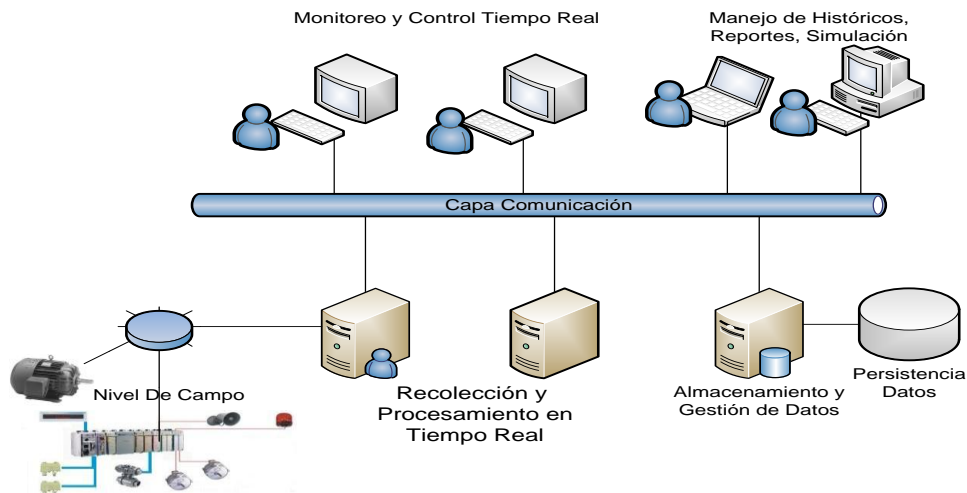 Monitoreo y Control Tiempo Real
Manejo de Históricos,
Reportes, Simulación
Capa Comunicación
Nivel De Campo
Recolección y
Procesamiento en
Tiempo Real
Almacenamiento y
Gestión de Datos
Persistencia
Datos